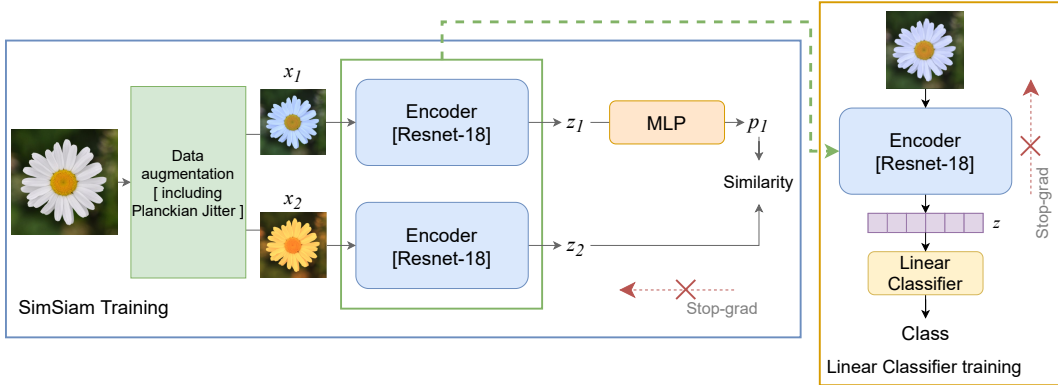 x1
Encoder
[Resnet-18]
z1
MLP
p1
Data
augmentation
[ including
Planckian Jitter ]
Similarity
x2
Encoder
[Resnet-18]
z2
Stop-grad
SimSiam Training
Encoder
[Resnet-18]
Stop-grad
z
Linear
Classifier
Class
Linear Classifier training